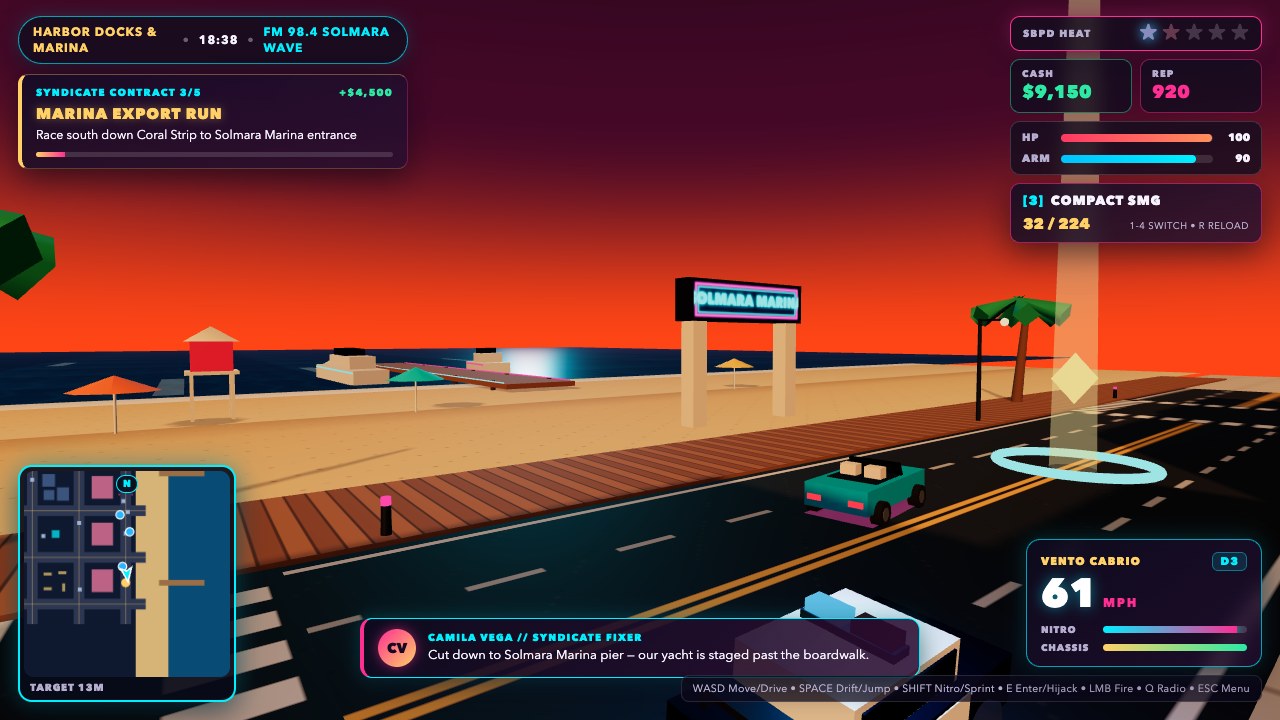 HARBOR DOCKS &
MARINA
• 18:38 •
FM 98.4 SOLMARA
WAVE
SYNDICATE CONTRACT 3/5
+$4,500
MARINA EXPORT RUN
Race south down Coral Strip to Solmara Marina entrance
SBPD HEAT
CASH
$9,150
REP
920
HP 100
ARM 90
[3] COMPACT SMG
32 / 224
1-4 SWITCH • R RELOAD
OLMARA MARIN
N
TARGET 13M
CV
CAMILA VEGA // SYNDICATE FIXER
Cut down to Solmara Marina pier — our yacht is staged past the boardwalk.
VENTO CABRIO
D3
61 MPH
NITRO
CHASSIS
WASD Move/Drive • SPACE Drift/Jump • SHIFT Nitro/Sprint • E Enter/Hijack • LMB Fire • Q Radio • ESC Menu